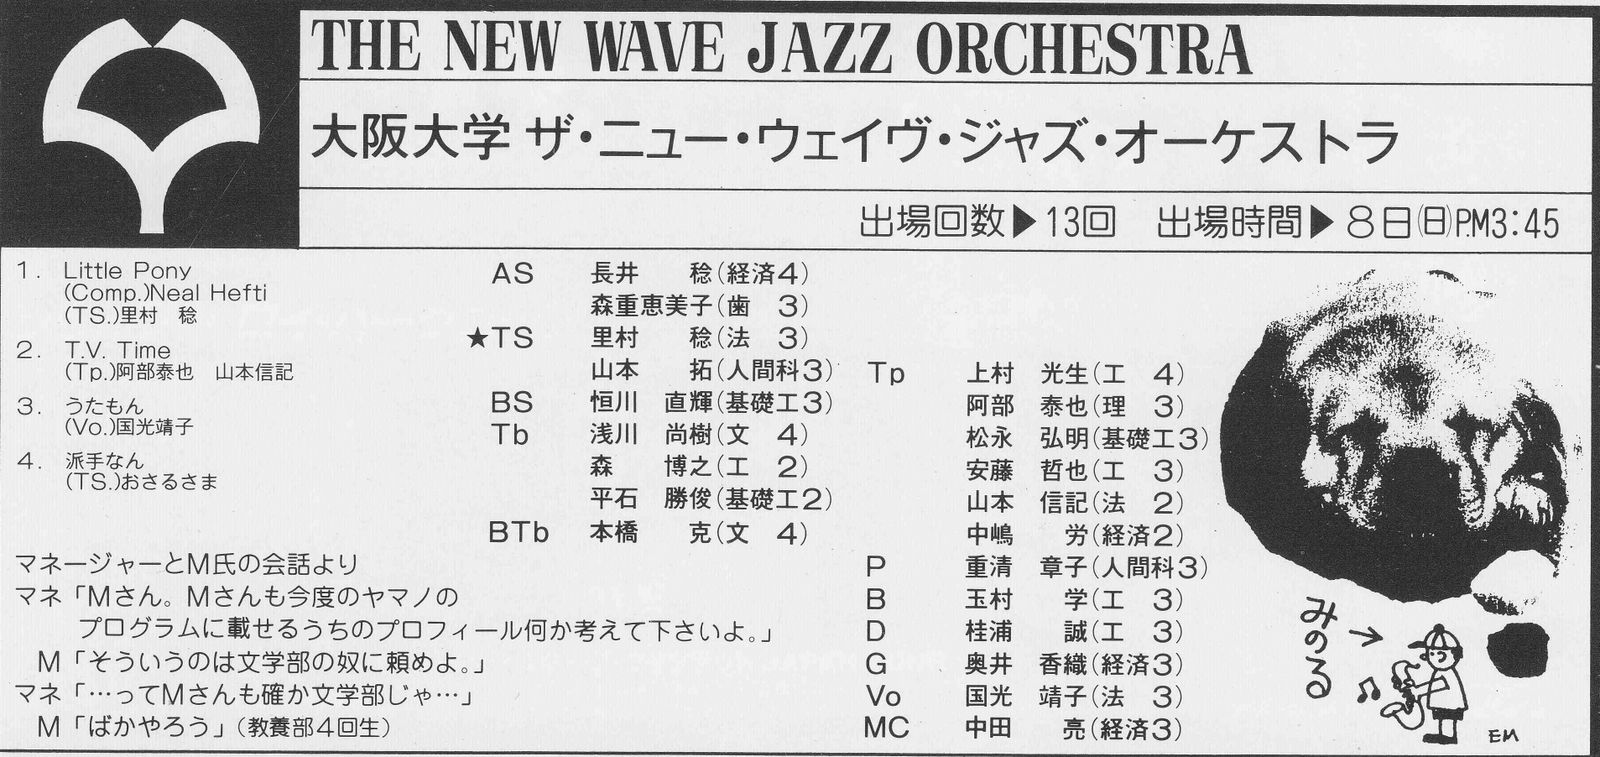 THE NEW WAVE JAZZ ORCHESTRA
大阪大学 ザ・ニュー・ウェイヴ・ジャズ・オーケストラ
出場回数▶13回　出場時間▶8日(日)P.M3:45
1. Little Pony
(Comp.)Neal Hefti
(TS.)里村　稔
2. T.V. Time
(Tp.)阿部泰也　山本信記
3. うたもん
(Vo.)国光靖子
4. 派手なん
(TS.)おさるさま
AS 長井　稔(経済4)
森重恵美子(歯　3)
★TS 里村　稔(法　3)
山本　拓(人間科3)
BS 恒川　直輝(基礎工3)
Tb 浅川　尚樹(文　4)
森　博之(工　2)
平石　勝俊(基礎工2)
BTb 本橋　克(文　4)
Tp 上村　光生(工　4)
阿部　泰也(理　3)
松永　弘明(基礎工3)
安藤　哲也(工　3)
山本　信記(法　2)
中嶋　労(経済2)
P 重清　章子(人間科3)
B 玉村　学(工　3)
D 桂浦　誠(工　3)
G 奥井　香織(経済3)
Vo 国光　靖子(法　3)
MC 中田　亮(経済3)
マネージャーとM氏の会話より
マネ「Mさん。Mさんも今度のヤマノの
プログラムに載せるうちのプロフィール何か考えて下さいよ。」
M「そういうのは文学部の奴に頼めよ。」
マネ「…ってMさんも確か文学部じゃ…」
M「ばかやろう」(教養部4回生)
みのる
EM